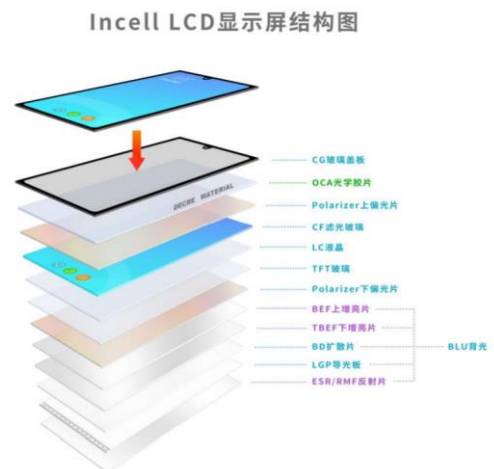 Incell LCD显示屏结构图
CG玻璃盖板
OCA光学胶片
DECRE MATERIAL
Polarizer上偏光片
CF滤光玻璃
LC液晶
TFT玻璃
Polarizer下偏光片
BEF上增亮片
TBEF下增亮片
BD扩散片
BLU背光
LGP导光板
ESR/RMF反射片